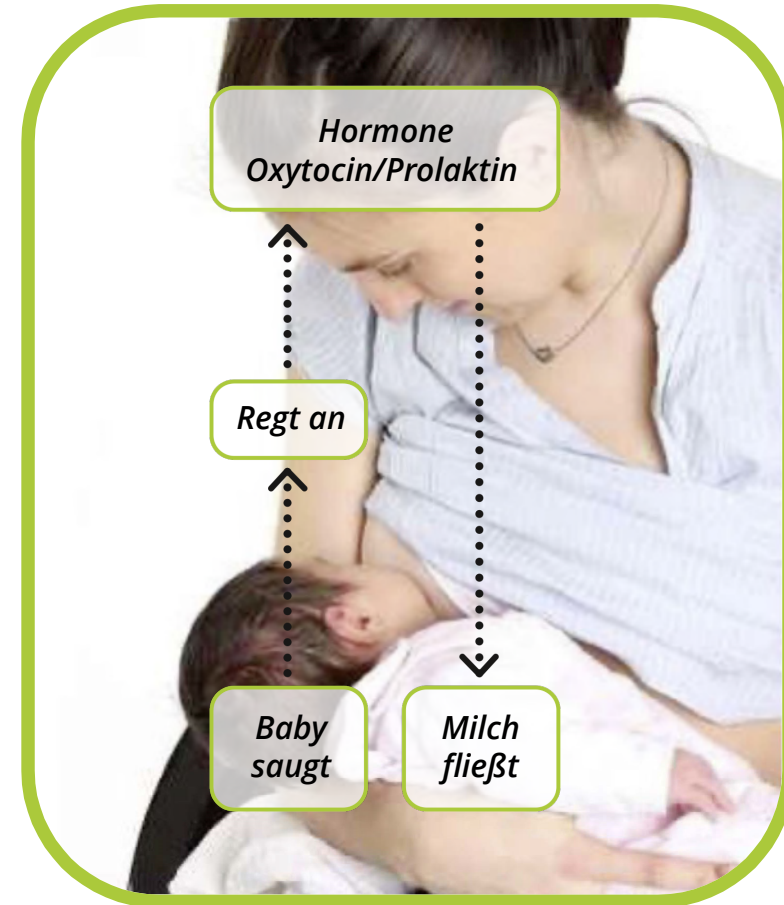 Hormone
Oxytocin/Prolaktin
Regt an
Baby
saugt
Milch
fließt